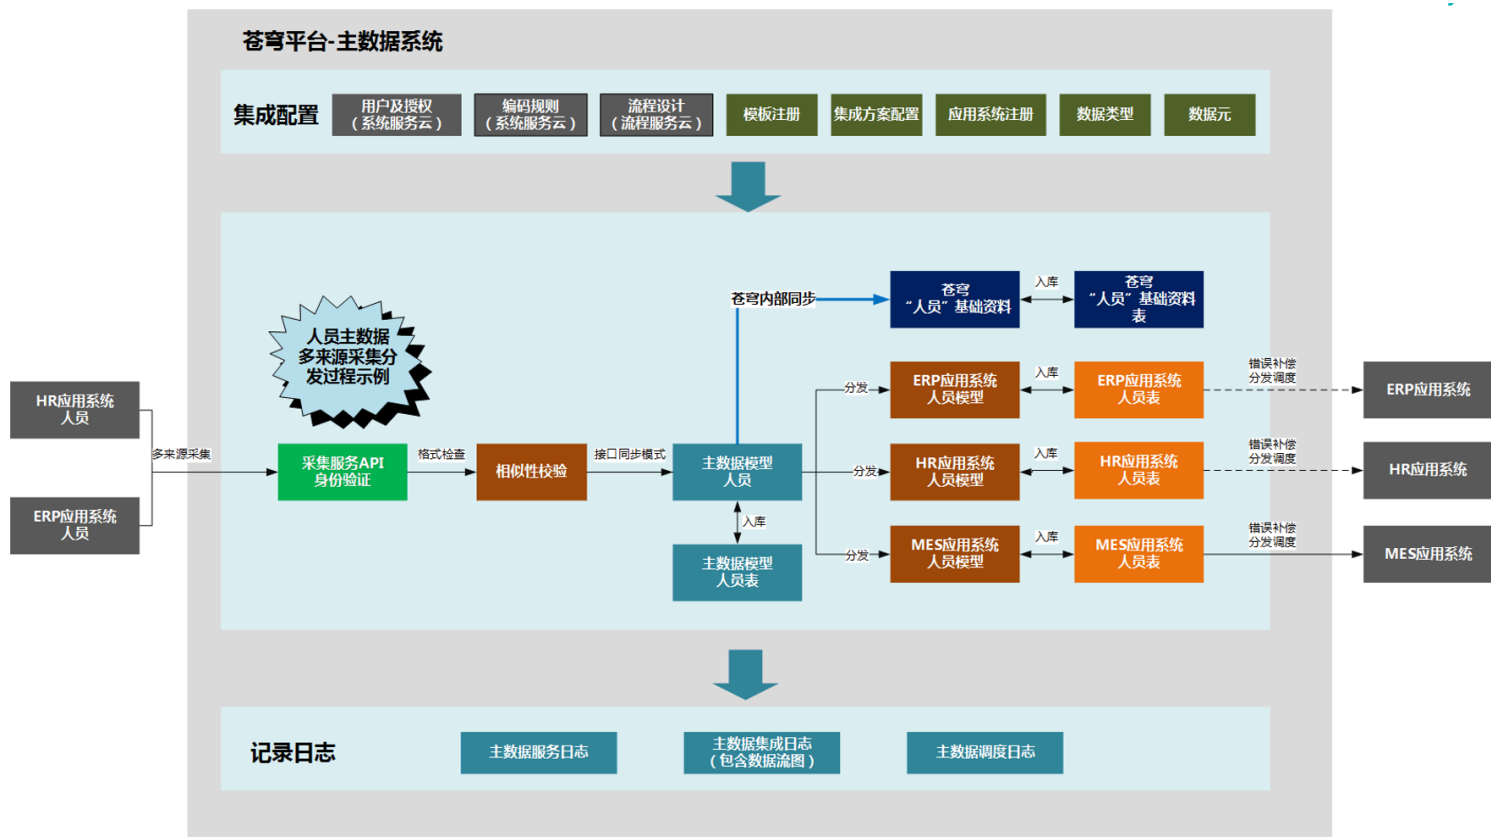 苍穹平台-主数据系统
集成配置
用户及授权
（系统服务云）
编码规则
（系统服务云）
流程设计
（流程服务云）
模板注册
集成方案配置
应用系统注册
数据类型
数据元
人员主数据
多来源采集分
发过程示例
HR应用系统
人员
ERP应用系统
人员
多来源采集
采集服务API
身份验证
格式检查
相似性校验
接口同步模式
主数据模型
人员
入库
主数据模型
人员表
苍穹内部同步
苍穹
“人员”基础资料
入库
苍穹
“人员”基础资料
表
分发
ERP应用系统
人员模型
入库
ERP应用系统
人员表
错误补偿
分发调度
ERP应用系统
分发
HR应用系统
人员模型
入库
HR应用系统
人员表
错误补偿
分发调度
HR应用系统
分发
MES应用系统
人员模型
入库
MES应用系统
人员表
错误补偿
分发调度
MES应用系统
记录日志
主数据服务日志
主数据集成日志
（包含数据流图）
主数据调度日志